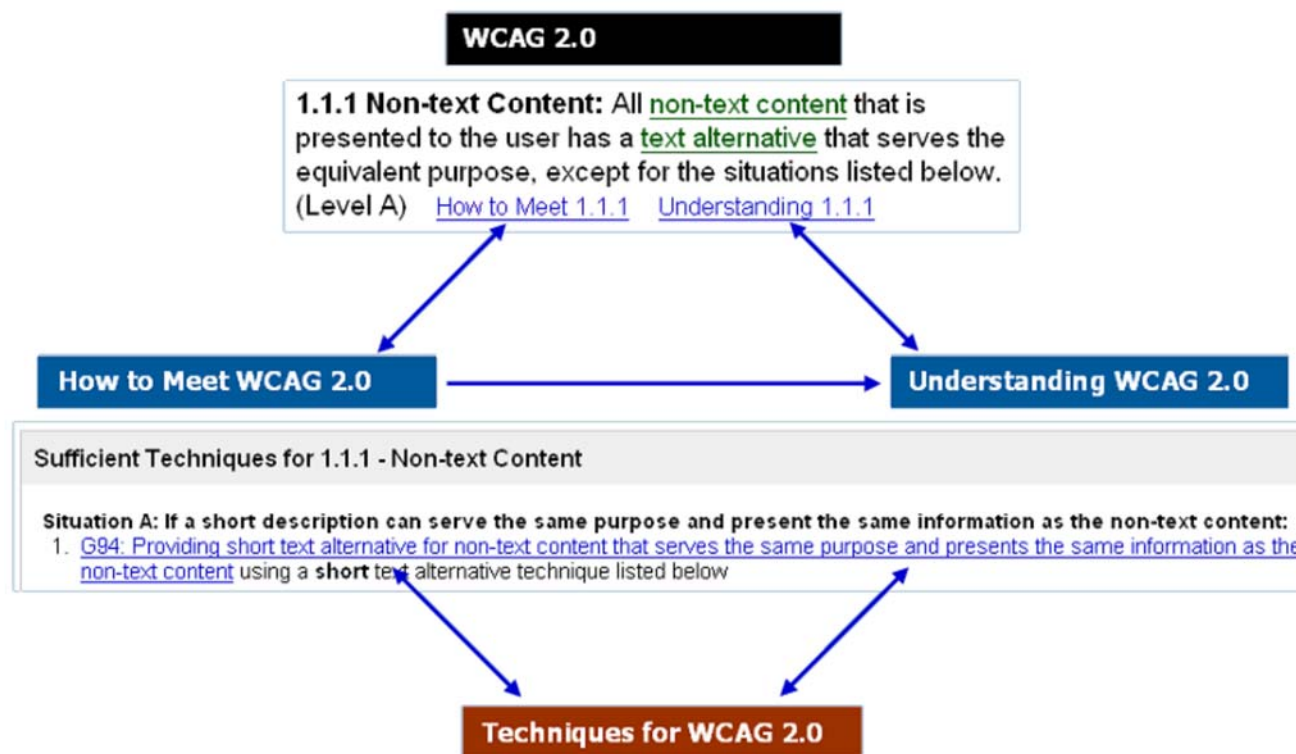 WCAG 2.0
1.1.1 Non-text Content: All non-text content that is
presented to the user has a text alternative that serves the
equivalent purpose, except for the situations listed below.
(Level A) How to Meet 1.1.1 Understanding 1.1.1
How to Meet WCAG 2.0
Understanding WCAG 2.0
Sufficient Techniques for 1.1.1 - Non-text Content
Situation A: If a short description can serve the same purpose and present the same information as the non-text content:
1. G94: Providing short text alternative for non-text content that serves the same purpose and presents the same information as the
non-text content using a short text alternative technique listed below
Techniques for WCAG 2.0